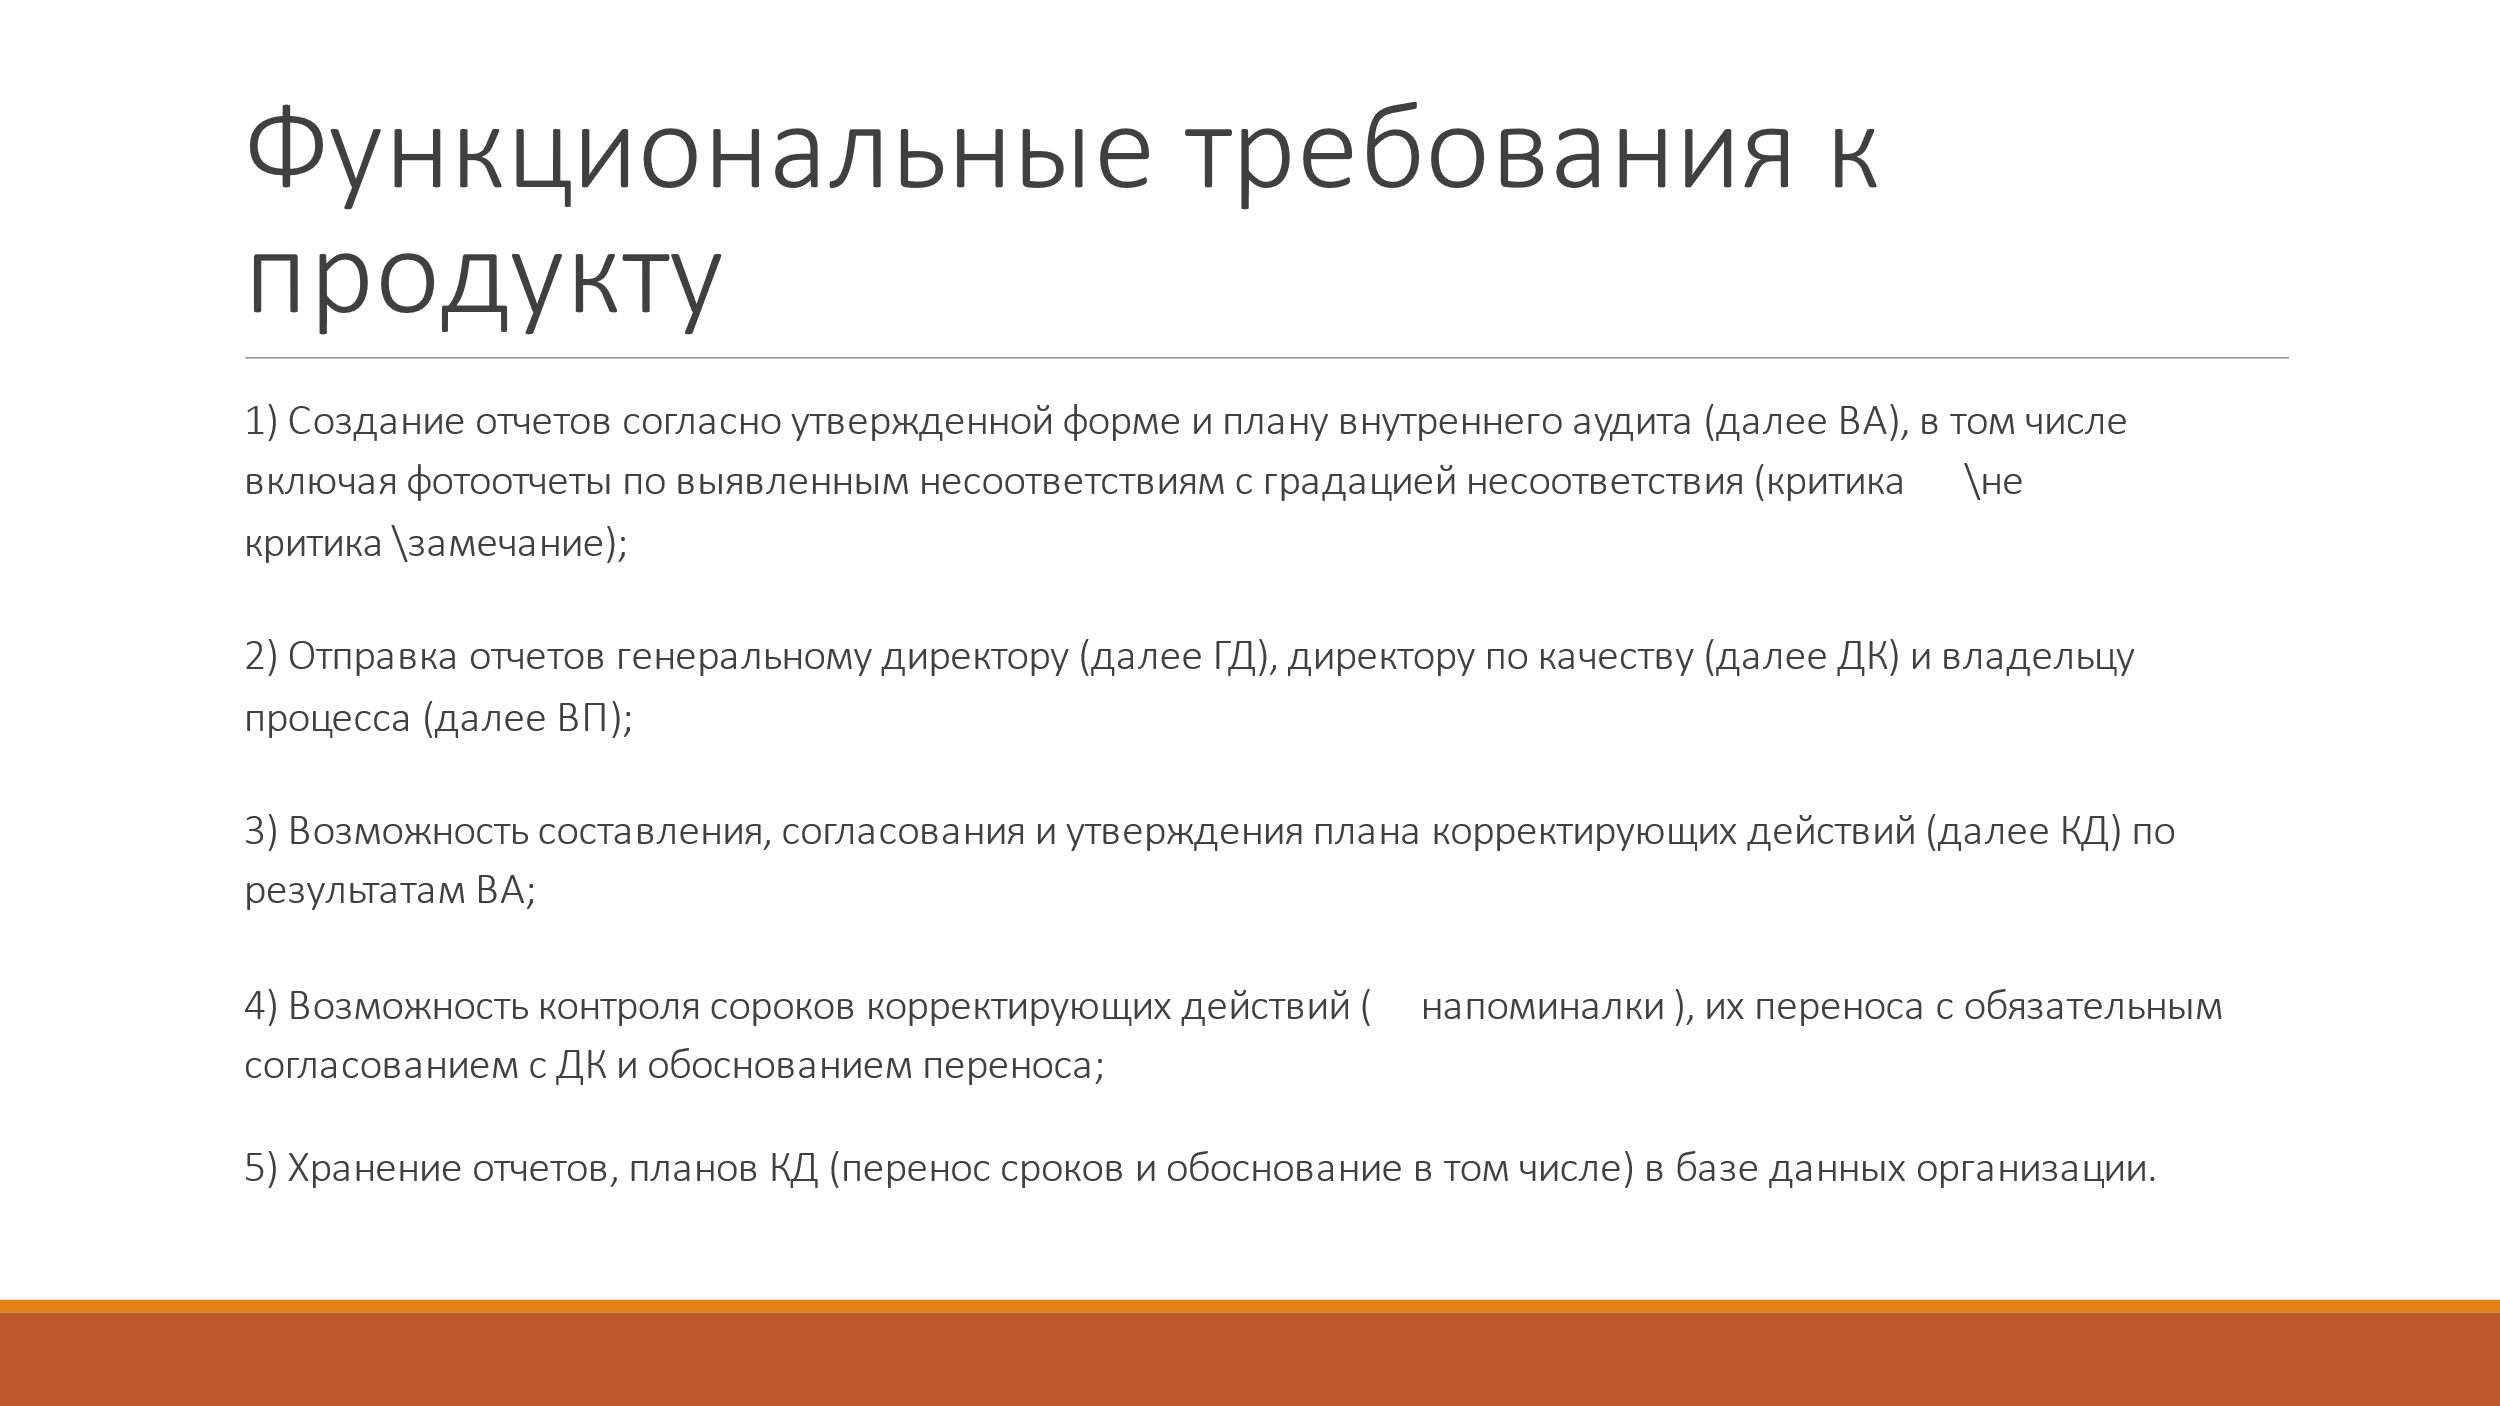 Функциональные требования к
продукту
1) Создание отчетов согласно утвержденной форме и плану внутреннего аудита (далее ВА), в том числе
включая фотоотчеты по выявленным несоответствиям с градацией несоответствия (критика \не
критика \замечание);
2) Отправка отчетов генеральному директору (далее ГД), директору по качеству (далее ДК) и владельцу
процесса (далее ВП);
3) Возможность составления, согласования и утверждения плана корректирующих действий (далее КД) по
результатам ВА;
4) Возможность контроля сороков корректирующих действий ( напоминалки ), их переноса с обязательным
согласованием с ДК и обоснованием переноса;
5) Хранение отчетов, планов КД (перенос сроков и обоснование в том числе) в базе данных организации.